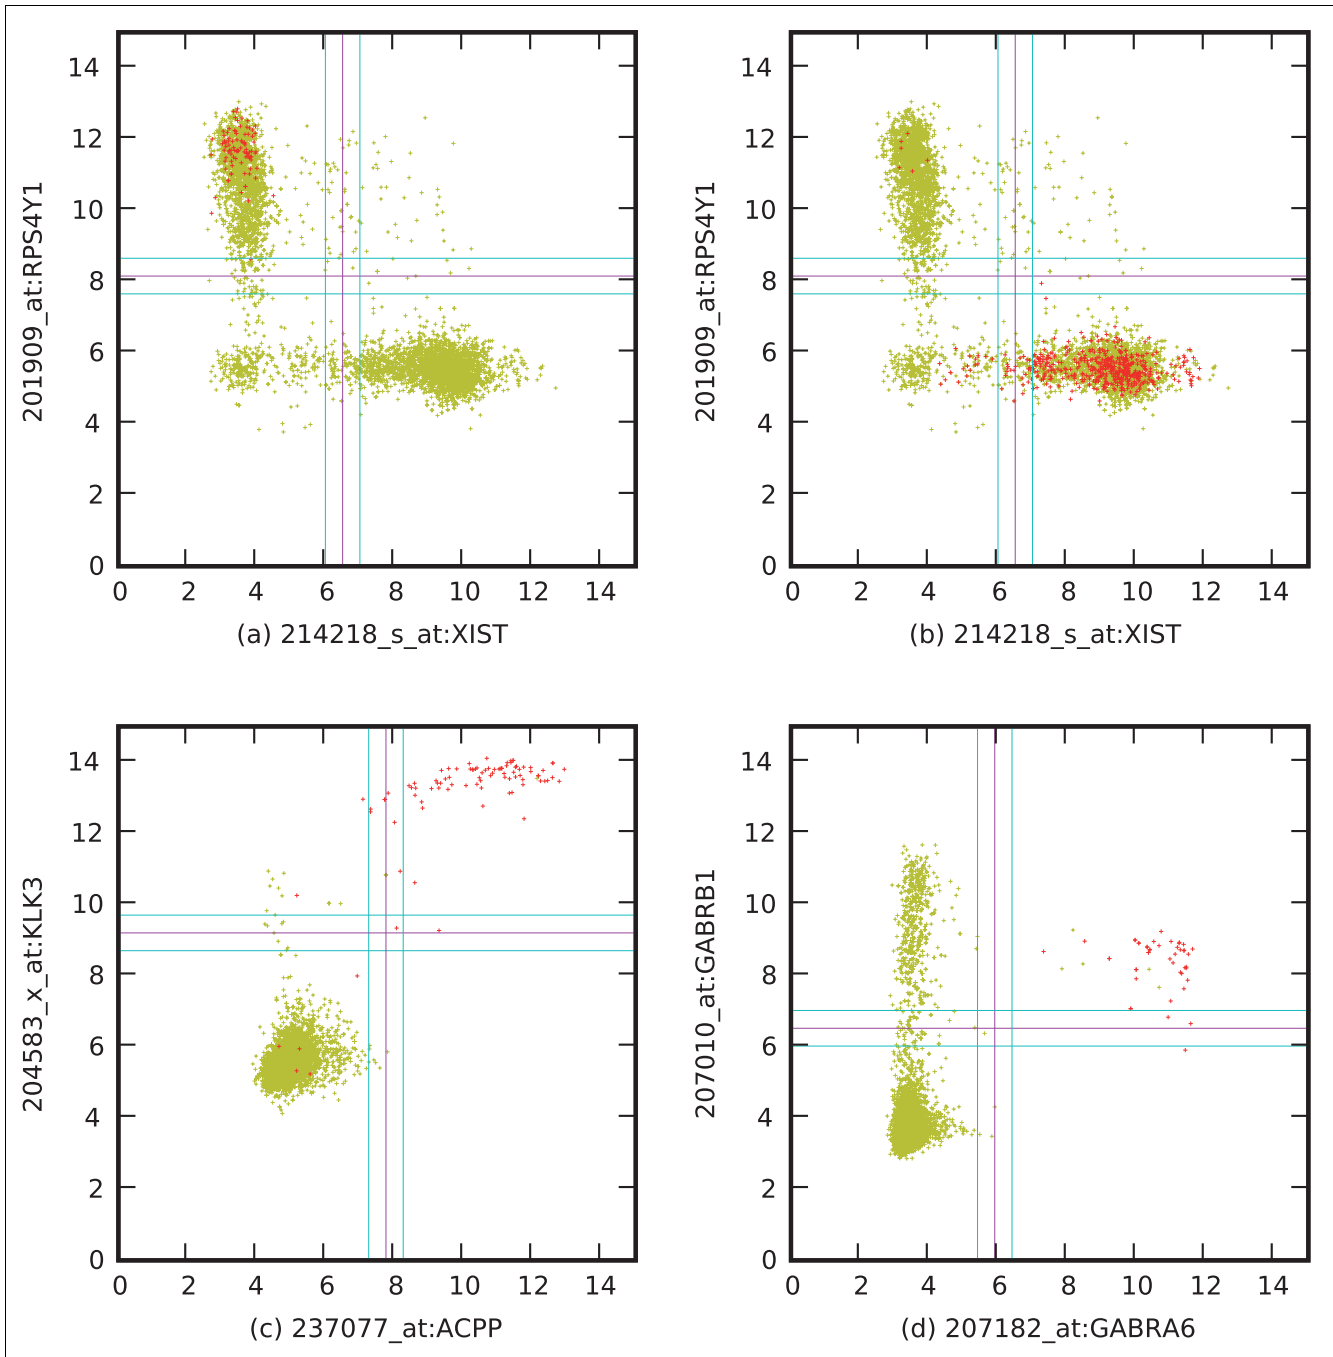 14
12
10
8
6
4
2
0
0 2 4 6 8 10 12 14
201909_at:RPS4Y1
(a) 214218_s_at:XIST
14
12
10
8
6
4
2
0
0 2 4 6 8 10 12 14
201909_at:RPS4Y1
(b) 214218_s_at:XIST
14
12
10
8
6
4
2
0
0 2 4 6 8 10 12 14
204583_x_at:KLK3
(c) 237077_at:ACPP
14
12
10
8
6
4
2
0
0 2 4 6 8 10 12 14
207010_at:GABRB1
(d) 207182_at:GABRA6